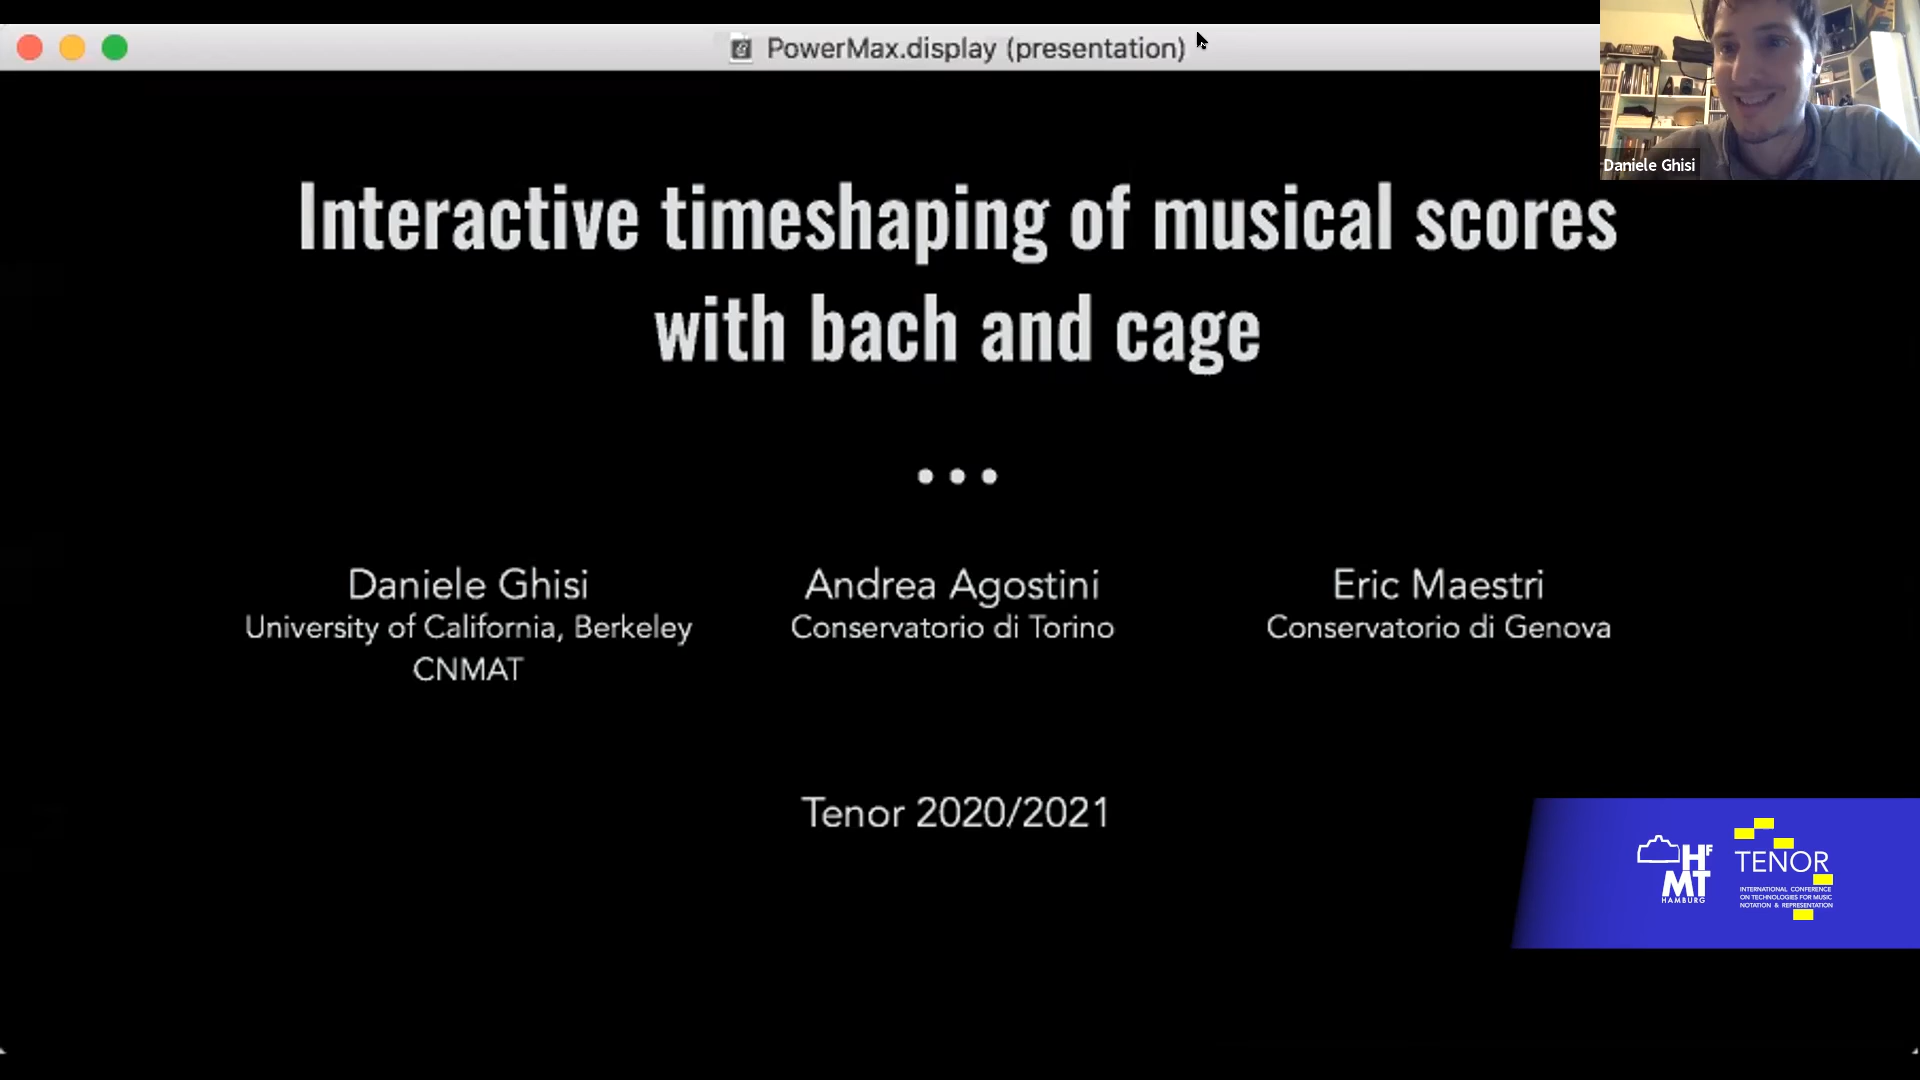 PowerMax.display (presentation)
Daniele Ghisi
Interactive timeshaping of musical scores
with bach and cage
Daniele Ghisi
University of California, Berkeley
CNMAT
Andrea Agostini
Conservatorio di Torino
Eric Maestri
Conservatorio di Genova
Tenor 2020/2021
HF
MT
HAMBURG
TENOR
INTERNATIONAL CONFERENCE
ON TECHNOLOGIES FOR MUSIC
NOTATION & REPRESENTATION